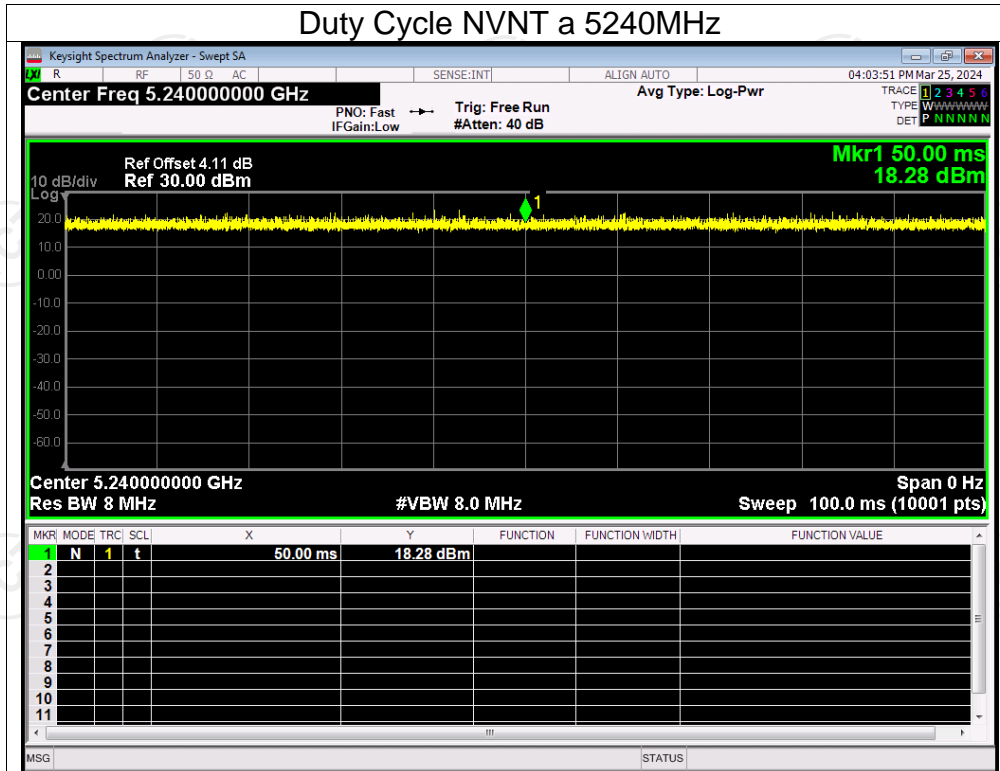 Duty Cycle NVNT a 5240MHz
Keysight Spectrum Analyzer - Swept SA
LXI R RF 50 Ω AC SENSE:INT ALIGN AUTO 04:03:51 PM Mar 25, 2024
Center Freq 5.240000000 GHz Avg Type: Log-Pwr TRACE 1 2 3 4 5 6
PNO: Fast Trig: Free Run TYPE W WWWWW
IFGain:Low #Atten: 40 dB DET P N N N N N
Mkr1 50.00 ms
Ref Offset 4.11 dB
10 dB/div Ref 30.00 dBm 18.28 dBm
Log
1
20.0
10.0
0.00
-10.0
-20.0
-30.0
-40.0
-50.0
-60.0
Center 5.240000000 GHz Span 0 Hz
Res BW 8 MHz #VBW 8.0 MHz Sweep 100.0 ms (10001 pts)
MKR MODE TRC SCL X Y FUNCTION FUNCTION WIDTH FUNCTION VALUE
1 N 1 t 50.00 ms 18.28 dBm
2
3
4
5
6
7
8
9
10
11
MSG STATUS